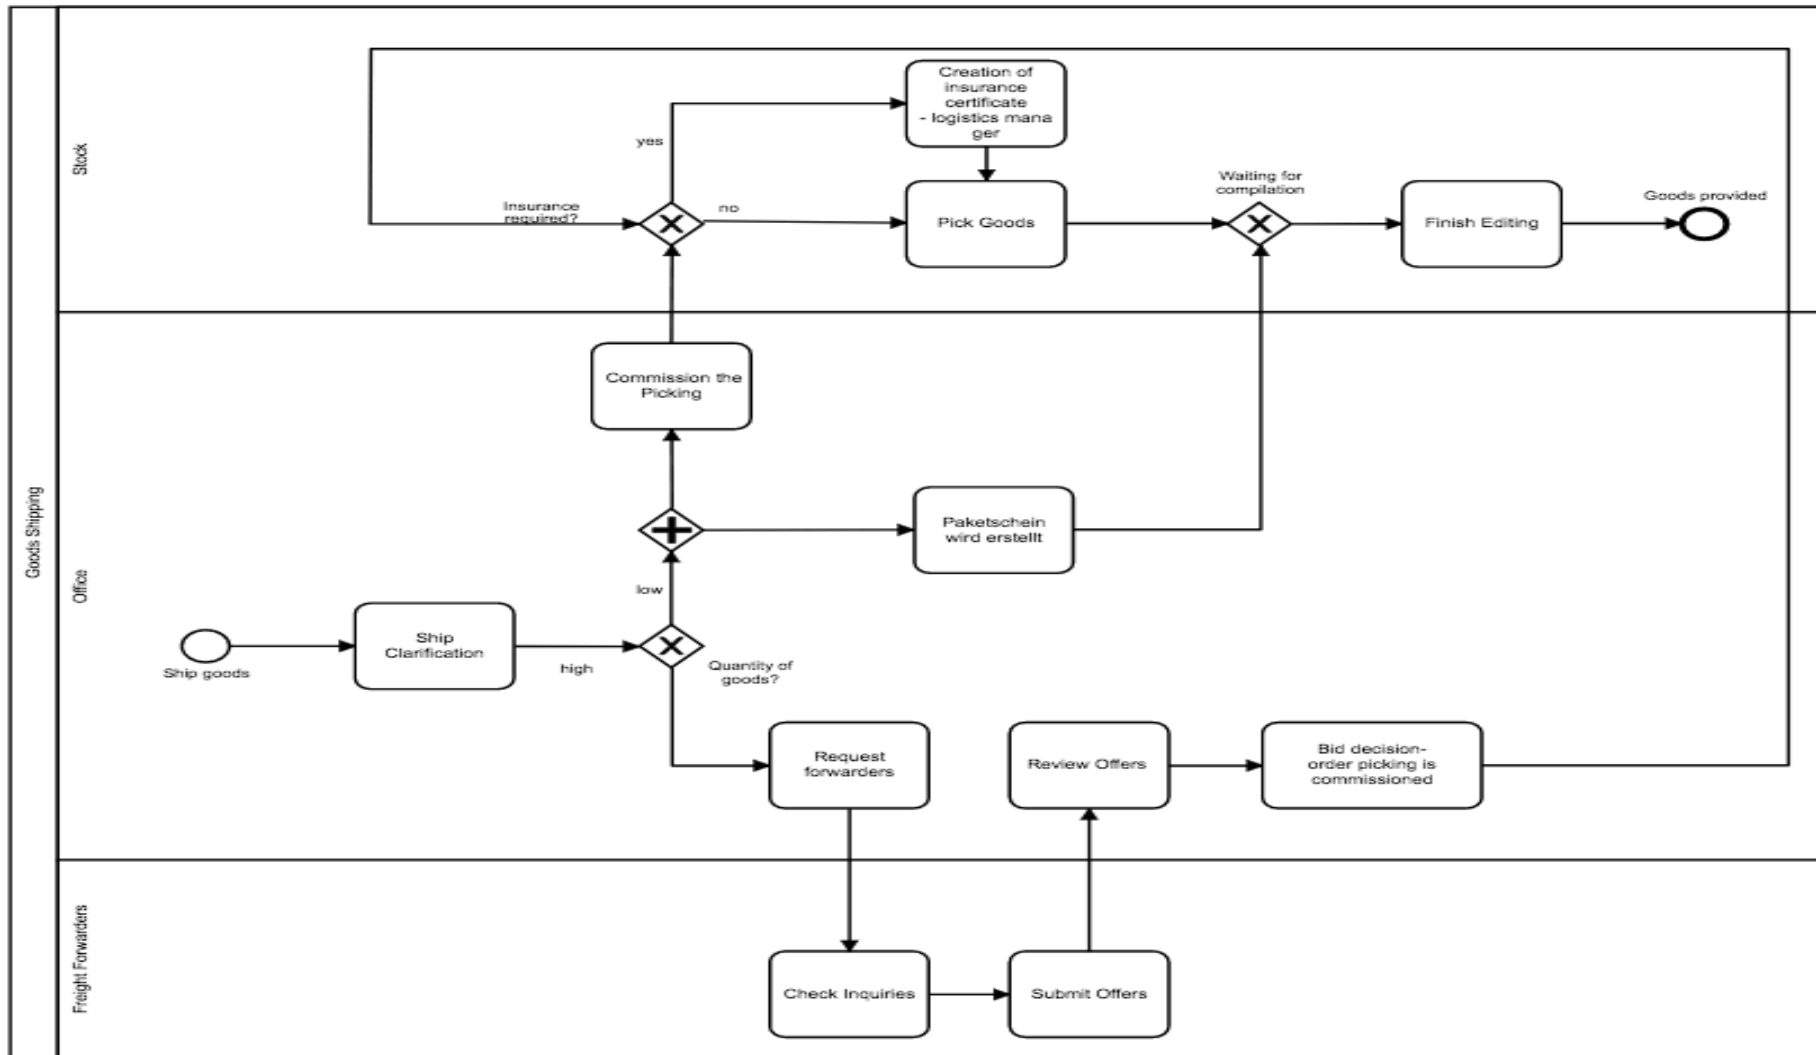 Goods Shipping
Stock
Creation of
insurance
certificate
- logistics mana
ger
yes
Insurance
required?
no
Pick Goods
Waiting for
compilation
Finish Editing
Goods provided
Office
Commission the
Picking
Paketschein
wird erstellt
low
Ship goods
Ship
Clarification
high
Quantity of
goods?
Request
forwarders
Review Offers
Bid decision-
order picking is
commissioned
Freight Forwarders
Check Inquiries
Submit Offers